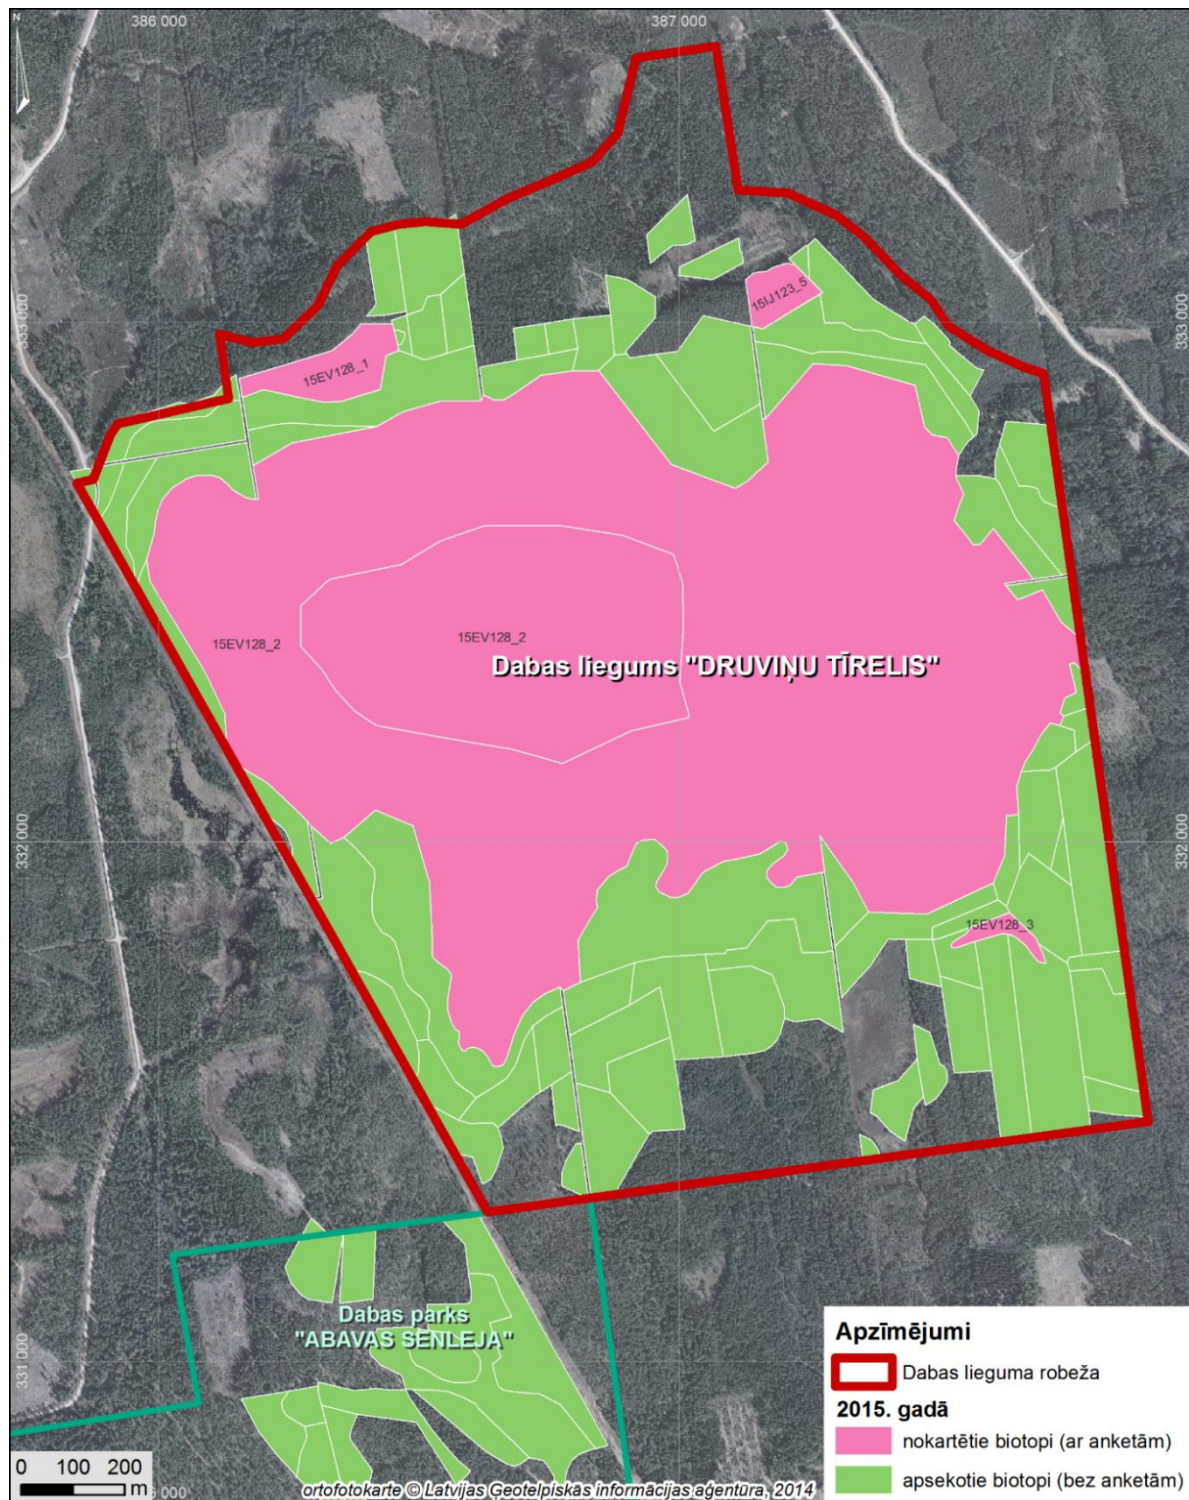 N
386 000
387 000
333 000
333 000
15IJ123_5
15EV128_1
15EV128_2
15EV128_2
Dabas liegums "DRUVIŅU TĪRELIS"
332 000
332 000
15EV128_3
Dabas parks
"ABAVAS SENLEJA"
331 000
Apzīmējumi
Dabas lieguma robeža
2015. gadā
nokartētie biotopi (ar anketām)
apsekotie biotopi (bez anketām)
0 100 200
m
6 000
ortofotokarte © Latvijas Ģeotelpiskās informācijas aģentūra, 2014